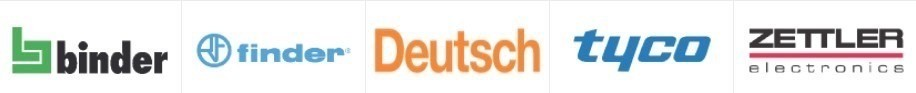 binder
finder®
Deutsch
tyco
ZETTLER
electronics